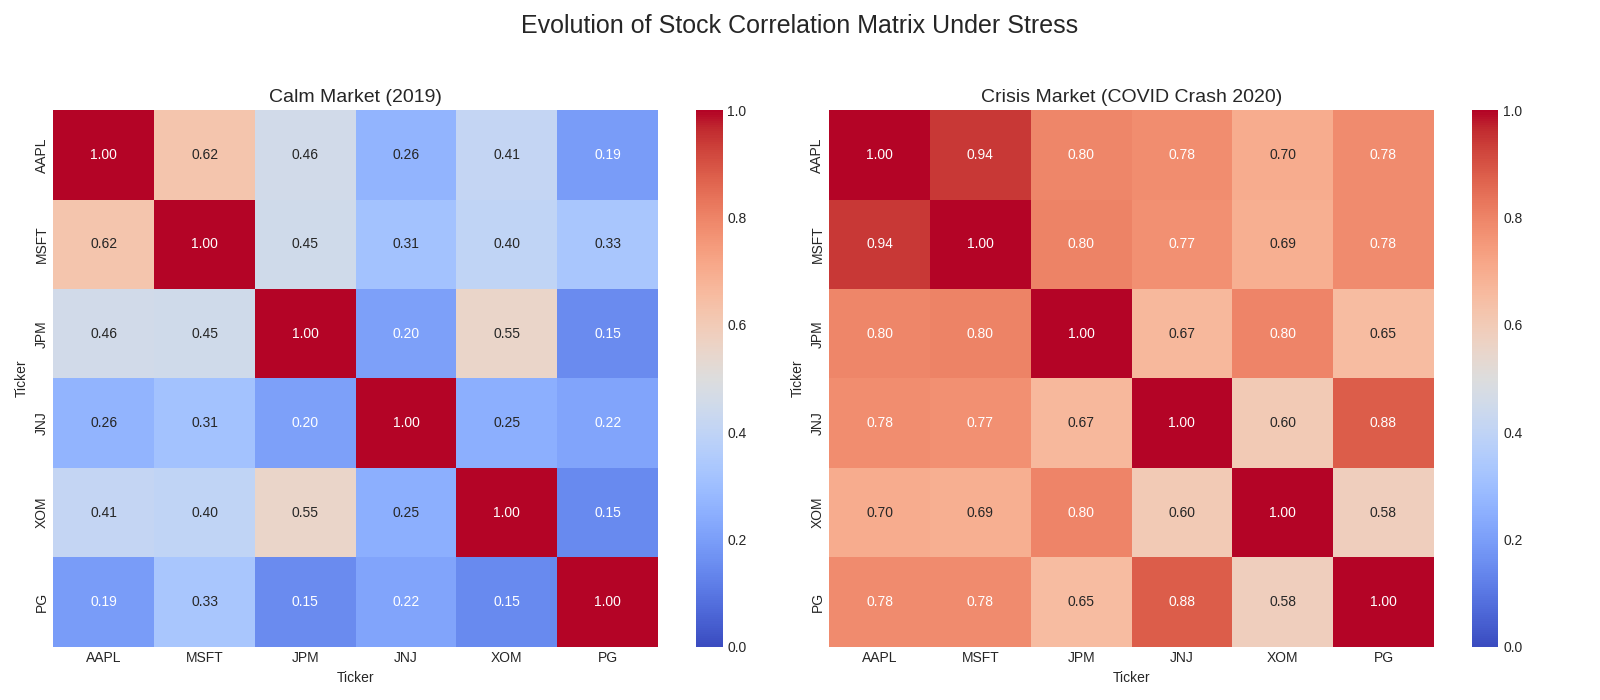 Evolution of Stock Correlation Matrix Under Stress
Calm Market (2019)
AAPL 1.00 0.62 0.46 0.26 0.41 0.19
MSFT 0.62 1.00 0.45 0.31 0.40 0.33
JPM 0.46 0.45 1.00 0.20 0.55 0.15
JNJ 0.26 0.31 0.20 1.00 0.25 0.22
XOM 0.41 0.40 0.55 0.25 1.00 0.15
PG 0.19 0.33 0.15 0.22 0.15 1.00
AAPL MSFT JPM JNJ XOM PG
Ticker
Ticker
1.0
0.8
0.6
0.4
0.2
0.0
Crisis Market (COVID Crash 2020)
AAPL 1.00 0.94 0.80 0.78 0.70 0.78
MSFT 0.94 1.00 0.80 0.77 0.69 0.78
JPM 0.80 0.80 1.00 0.67 0.80 0.65
JNJ 0.78 0.77 0.67 1.00 0.60 0.88
XOM 0.70 0.69 0.80 0.60 1.00 0.58
PG 0.78 0.78 0.65 0.88 0.58 1.00
AAPL MSFT JPM JNJ XOM PG
Ticker
Ticker
1.0
0.8
0.6
0.4
0.2
0.0